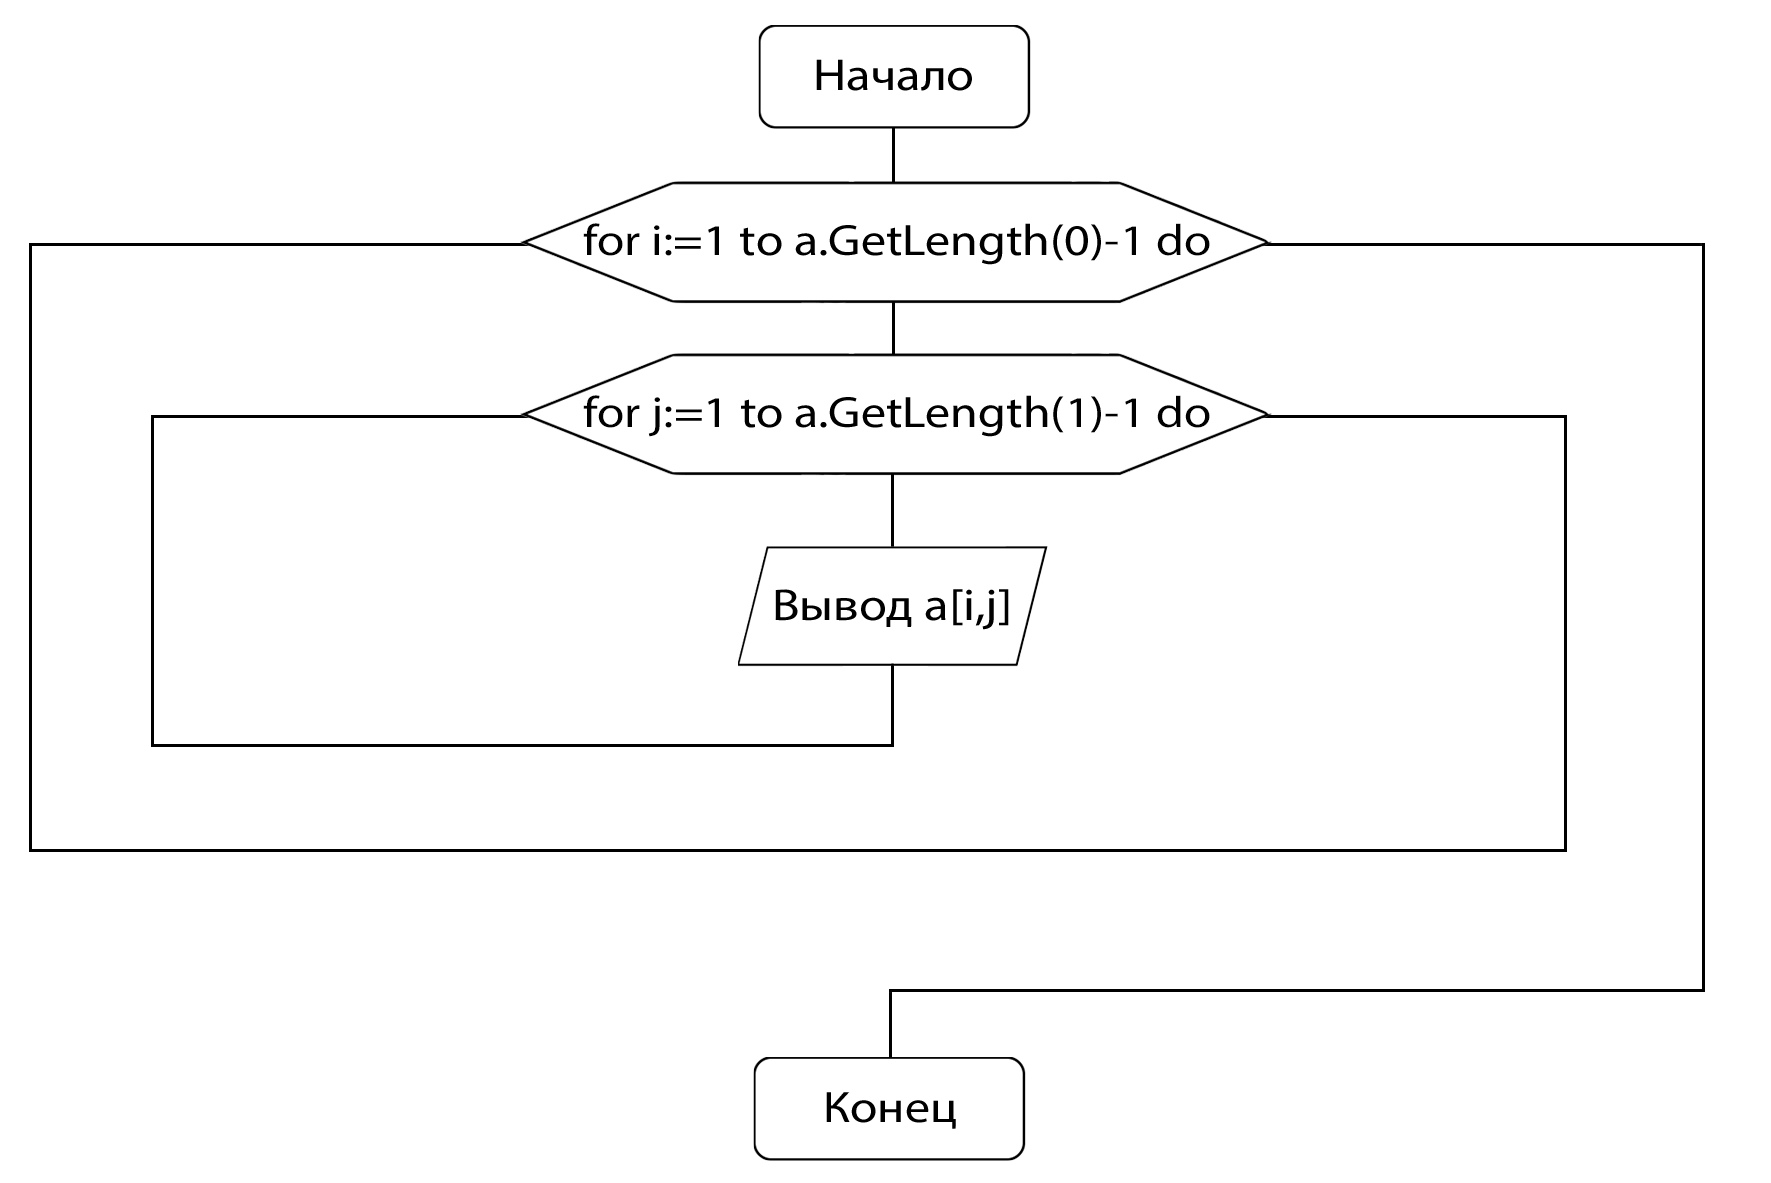 Начало
for i:=1 to a.GetLength(0)-1 do
for j:=1 to a.GetLength(1)-1 do
Вывод a[i,j]
Конец